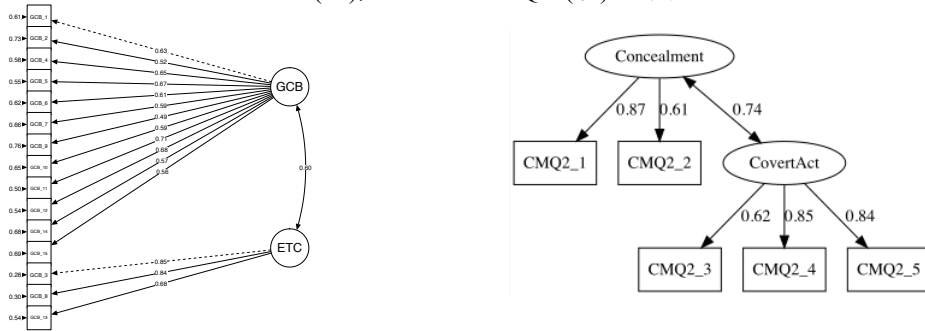 0.61 GCB_1
0.73 GCB_2
0.58 GCB_4
0.55 GCB_5
0.62 GCB_6
0.66 GCB_7
0.76 GCB_9
0.65 GCB_10
0.50 GCB_11
0.54 GCB_12
0.68 GCB_14
0.69 GCB_15
0.28 GCB_3
0.30 GCB_8
0.54 GCB_13
0.63
0.52
0.65
0.67
0.61
0.59
0.49
0.59
0.71
0.68
0.57
0.56
0.85
0.84
0.68
GCB
ETC
Concealment
0.87 0.61 0.74
CMQ2_1 CMQ2_2 CovertAct
0.62 0.85 0.84
CMQ2_3 CMQ2_4 CMQ2_5